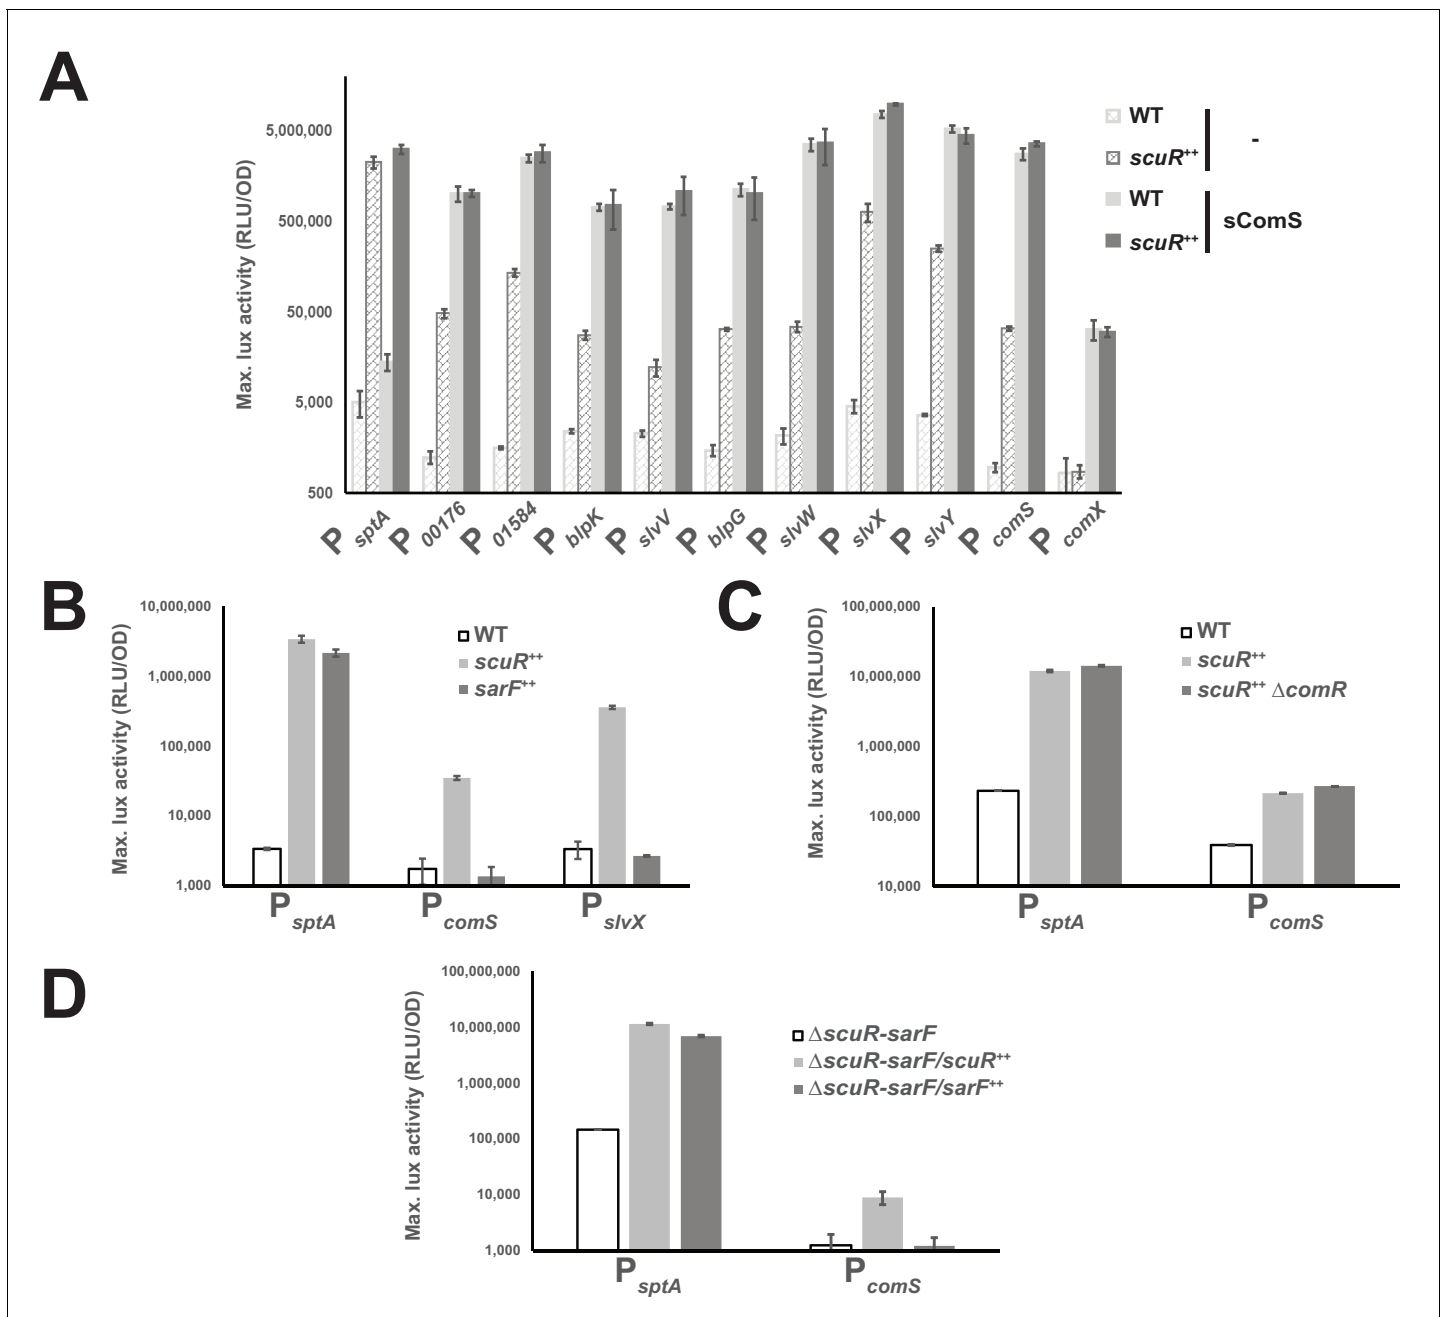 A
Max. lux activity (RLU/OD)
5,000,000
500,000
50,000
5,000
500
WT
scuR++
-
WT
scuR++
sComS
P sptA
P 00176
P 01584
P blpK
P slvV
P blpG
P slvW
P slvX
P slvY
P comS
P comX
B
Max. lux activity (RLU/OD)
10,000,000
1,000,000
100,000
10,000
1,000
WT
scuR++
sarF++
P sptA
P comS
P slvX
C
Max. lux activity (RLU/OD)
100,000,000
10,000,000
1,000,000
100,000
10,000
WT
scuR++
scuR++ ΔcomR
P sptA
P comS
D
Max. lux activity (RLU/OD)
100,000,000
10,000,000
1,000,000
100,000
10,000
1,000
ΔscuR-sarF
ΔscuR-sarF/scuR++
ΔscuR-sarF/sarF++
P sptA
P comS